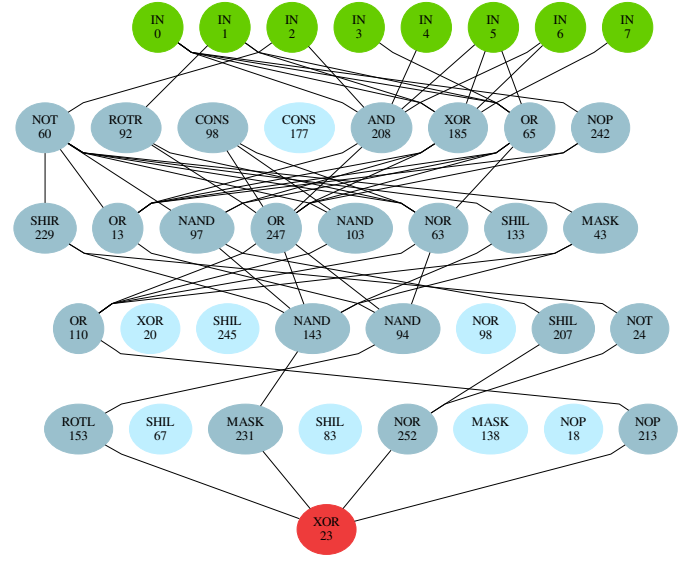 IN IN IN IN IN IN IN IN
0 1 2 3 4 5 6 7
NOT ROTR CONS CONS AND XOR OR NOP
60 92 98 177 208 185 65 242
SHIR OR NAND OR NAND NOR SHIL MASK
229 13 97 247 103 63 133 43
OR XOR SHIL NAND NAND NOR SHIL NOT
110 20 245 143 94 98 207 24
ROTL SHIL MASK SHIL NOR MASK NOP NOP
153 67 231 83 252 138 18 213
XOR
23